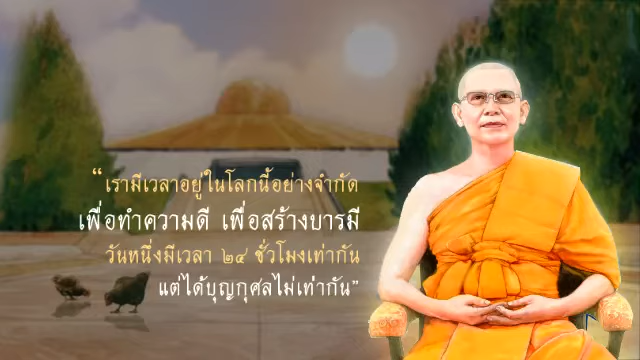 “เรามีเวลาอยู่ในโลกนี้อย่างจำกัด
เพื่อทำความดี เพื่อสร้างบารมี
วันหนึ่งมีเวลา ๒๔ ชั่วโมงเท่ากัน
แต่ได้บุญกุศลไม่เท่ากัน”